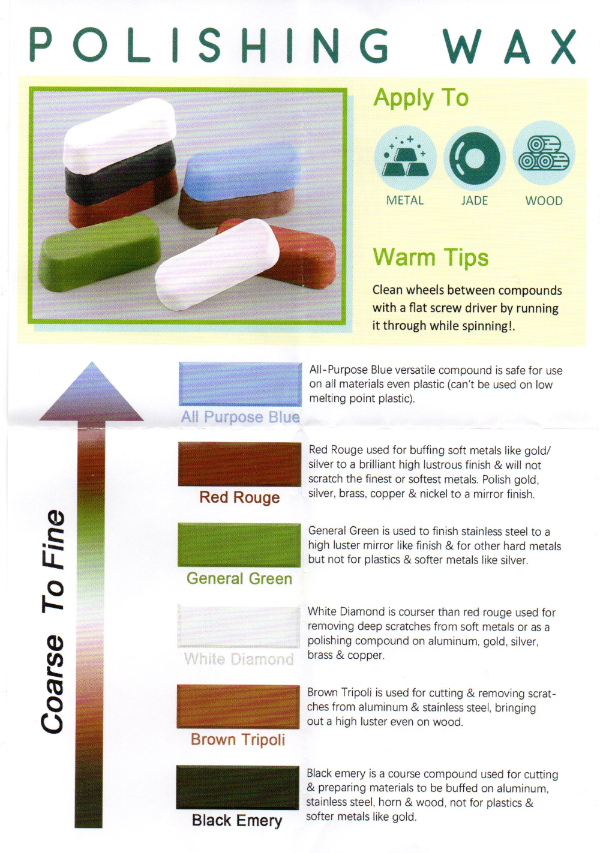 POLISHING WAX
Apply To
METAL
JADE
WOOD
Warm Tips
Clean wheels between compounds
with a flat screw driver by running
it through while spinning!.
Coarse To Fine
All Purpose Blue
All-Purpose Blue versatile compound is safe for use
on all materials even plastic (can't be used on low
melting point plastic).
Red Rouge
Red Rouge used for buffing soft metals like gold/
silver to a brilliant high lustrous finish & will not
scratch the finest or softest metals. Polish gold,
silver, brass, copper & nickel to a mirror finish.
General Green
General Green is used to finish stainless steel to a
high luster mirror like finish & for other hard metals
but not for plastics & softer metals like silver.
White Diamond
White Diamond is courser than red rouge used for
removing deep scratches from soft metals or as a
polishing compound on aluminum, gold, silver,
brass & copper.
Brown Tripoli
Brown Tripoli is used for cutting & removing scrat-
ches from aluminum & stainless steel, bringing
out a high luster even on wood.
Black Emery
Black emery is a course compound used for cutting
& preparing materials to be buffed on aluminum,
stainless steel, horn & wood, not for plastics &
softer metals like gold.